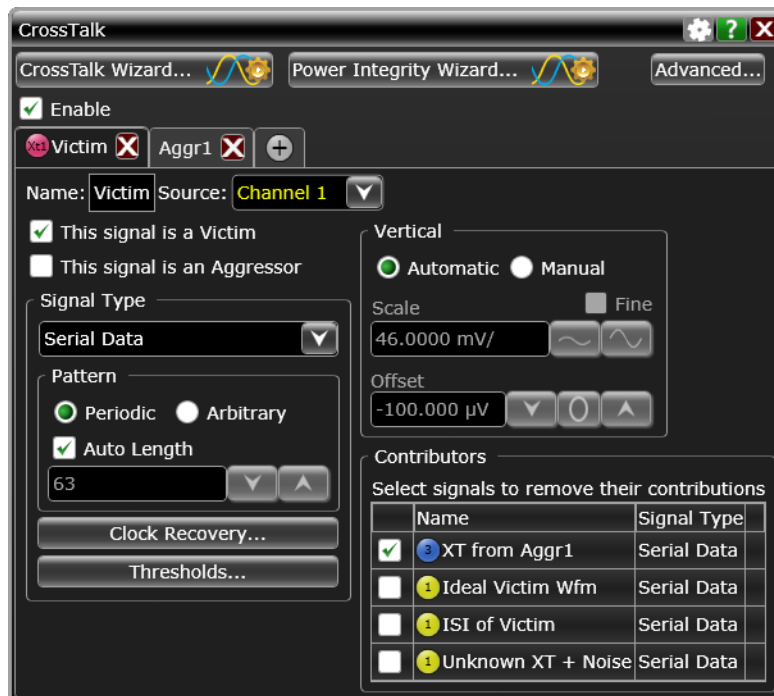 CrossTalk ?
CrossTalk Wizard... Power Integrity Wizard... Advanced...
Enable
Xt1 Victim Aggr1
Name: Victim Source: Channel 1
This signal is a Victim
This signal is an Aggressor
Signal Type
Serial Data
Pattern
Periodic Arbitrary
Auto Length
63
Clock Recovery...
Thresholds...
Vertical
Automatic Manual
Scale Fine
46.0000 mV/
Offset
-100.000 µV 0
Contributors
Select signals to remove their contributions
Name Signal Type
3 XT from Aggr1 Serial Data
1 Ideal Victim Wfm Serial Data
1 ISI of Victim Serial Data
1 Unknown XT + Noise Serial Data